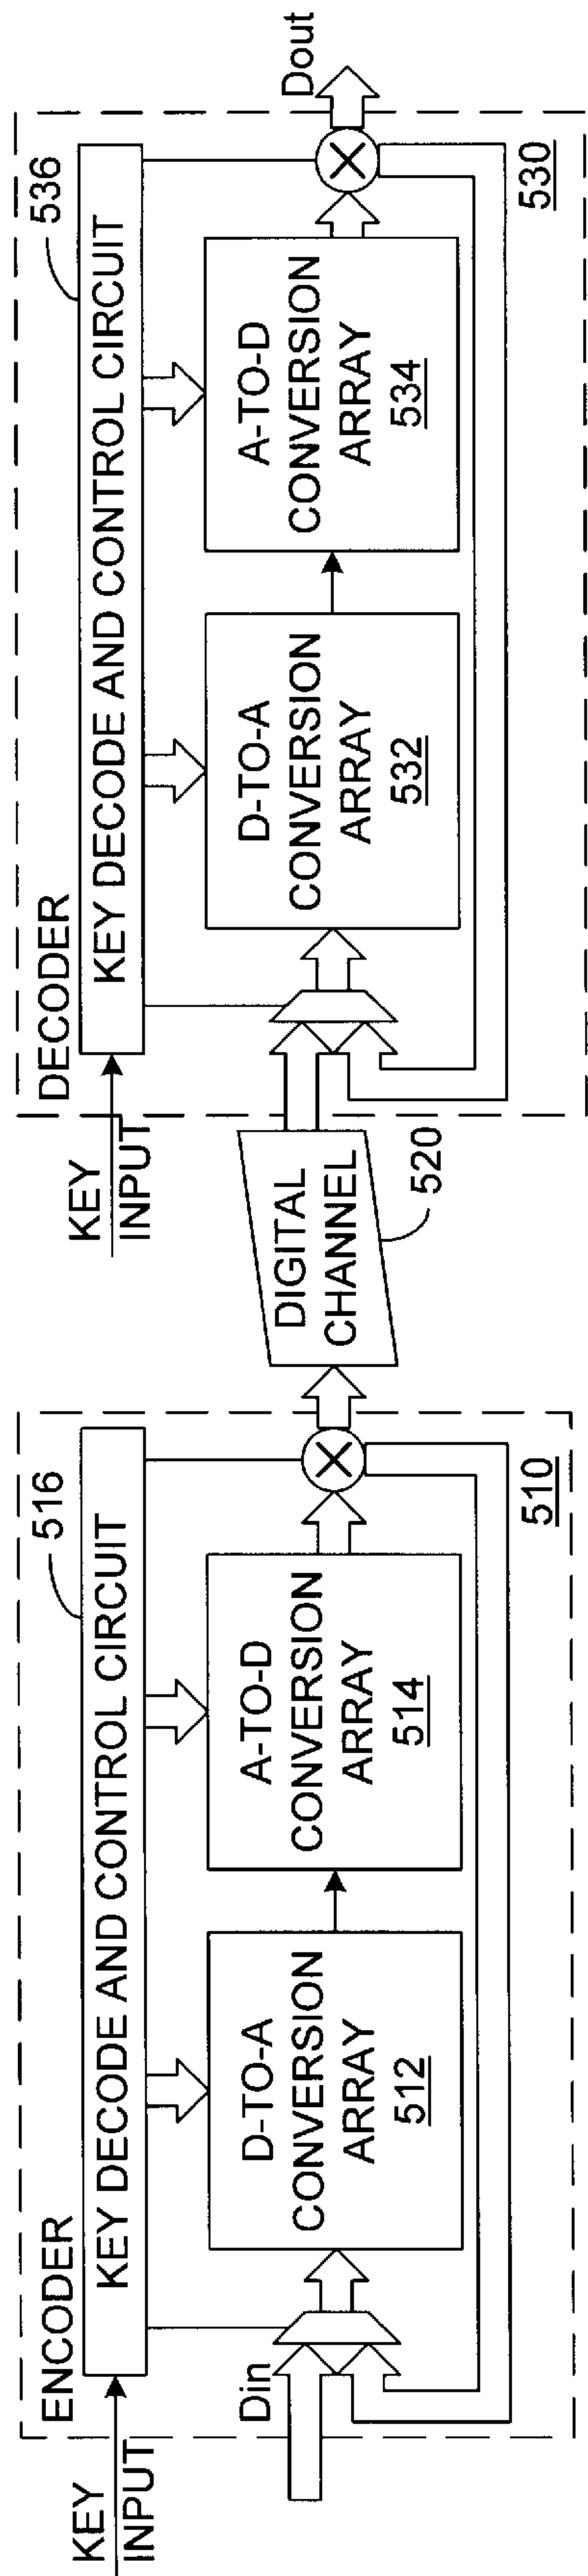 KEY
INPUT
ENCODER
516
KEY DECODE AND CONTROL CIRCUIT
Din
D-TO-A
CONVERSION
ARRAY
512
A-TO-D
CONVERSION
ARRAY
514
510
DIGITAL
CHANNEL
520
KEY
INPUT
DECODER
536
KEY DECODE AND CONTROL CIRCUIT
D-TO-A
CONVERSION
ARRAY
532
A-TO-D
CONVERSION
ARRAY
534
Dout
530